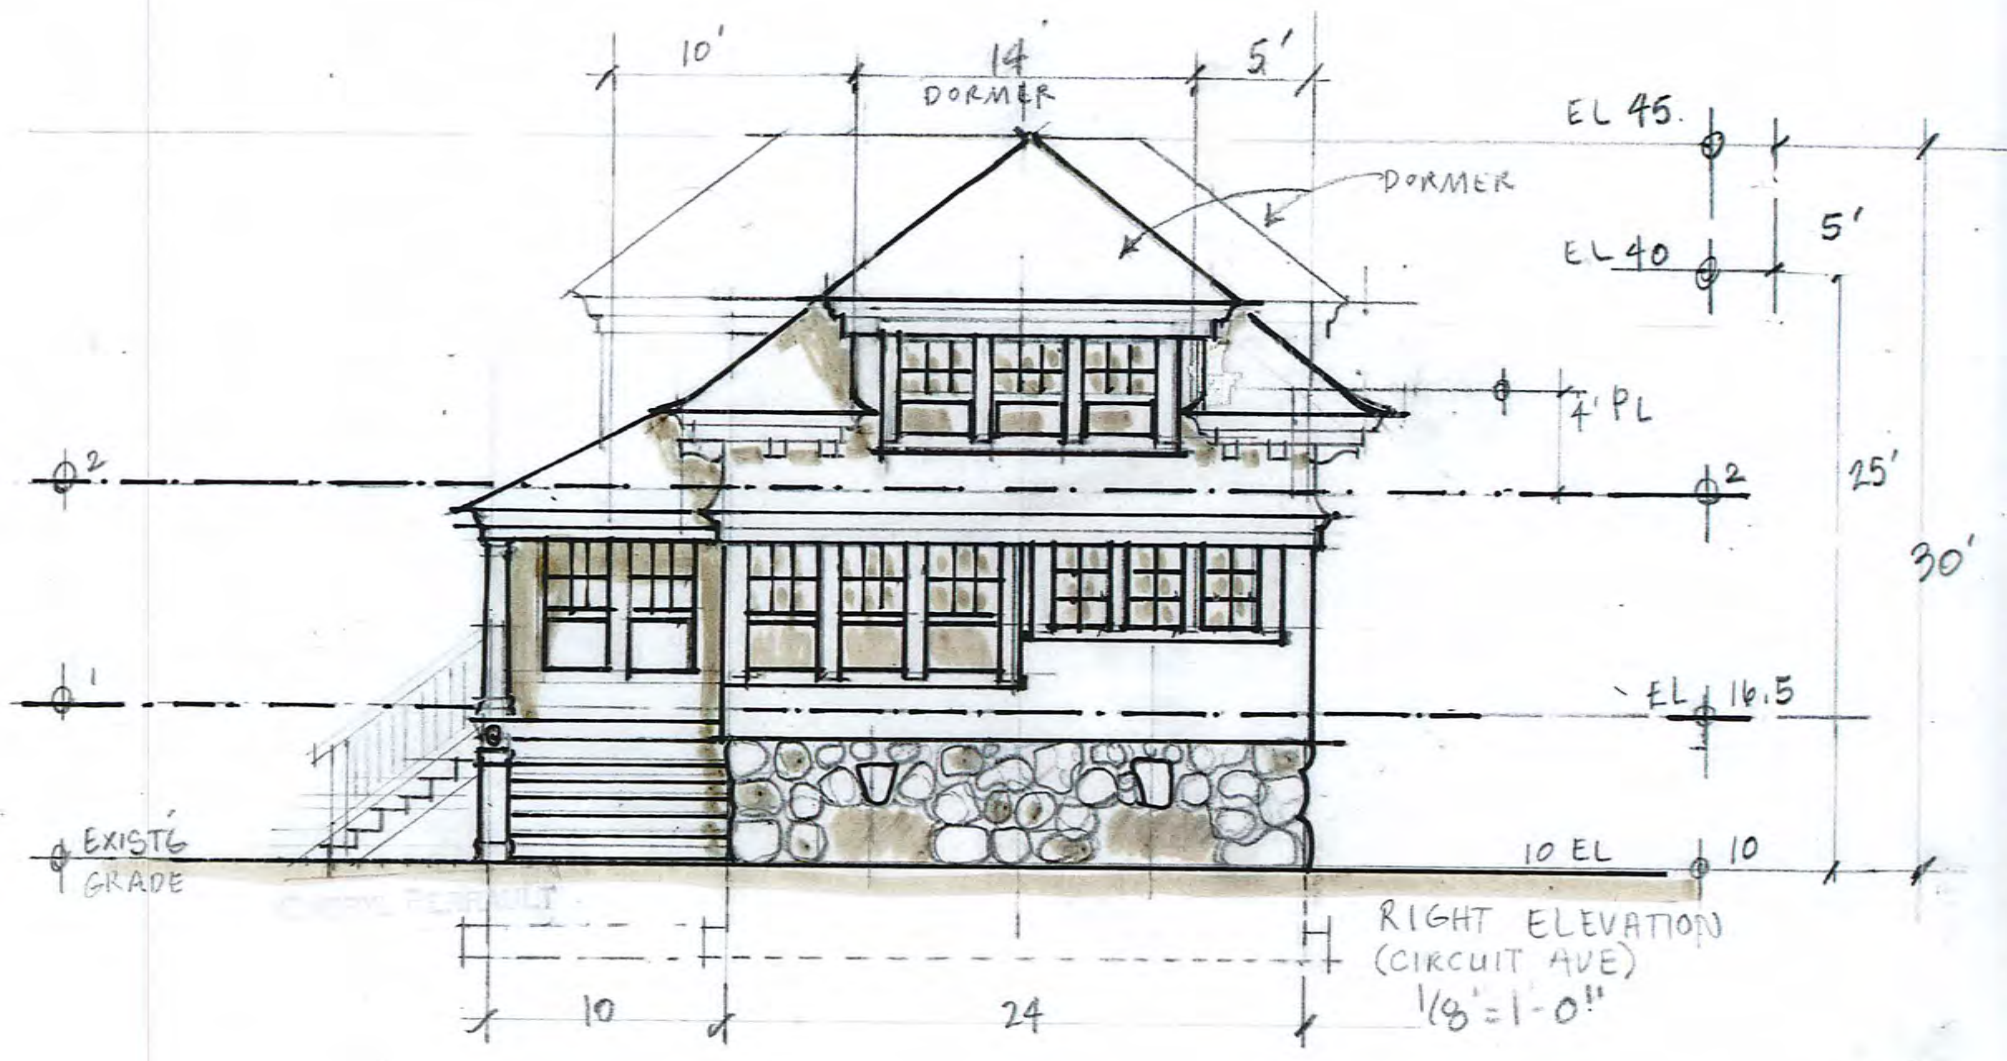 10' 14' 5'
DORMER
EL 45.
DORMER
5'
EL 40
4' PL
2
2
25'
30'
1
EL 16.5
EXIST'G
GRADE
10 EL 10
RIGHT ELEVATION
(CIRCUIT AVE)
1/8"=1'-0"
10 24